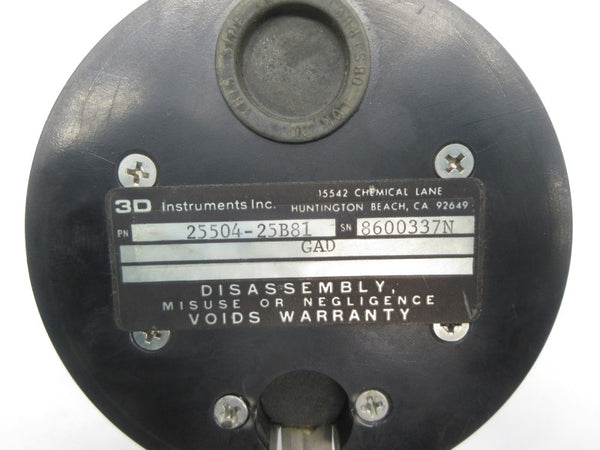 3D Instruments Inc.
15542 CHEMICAL LANE
HUNTINGTON BEACH, CA 92649
PN 25504-25B81 SN 8600337N
GAD
DISASSEMBLY,
MISUSE OR NEGLIGENCE
VOIDS WARRANTY